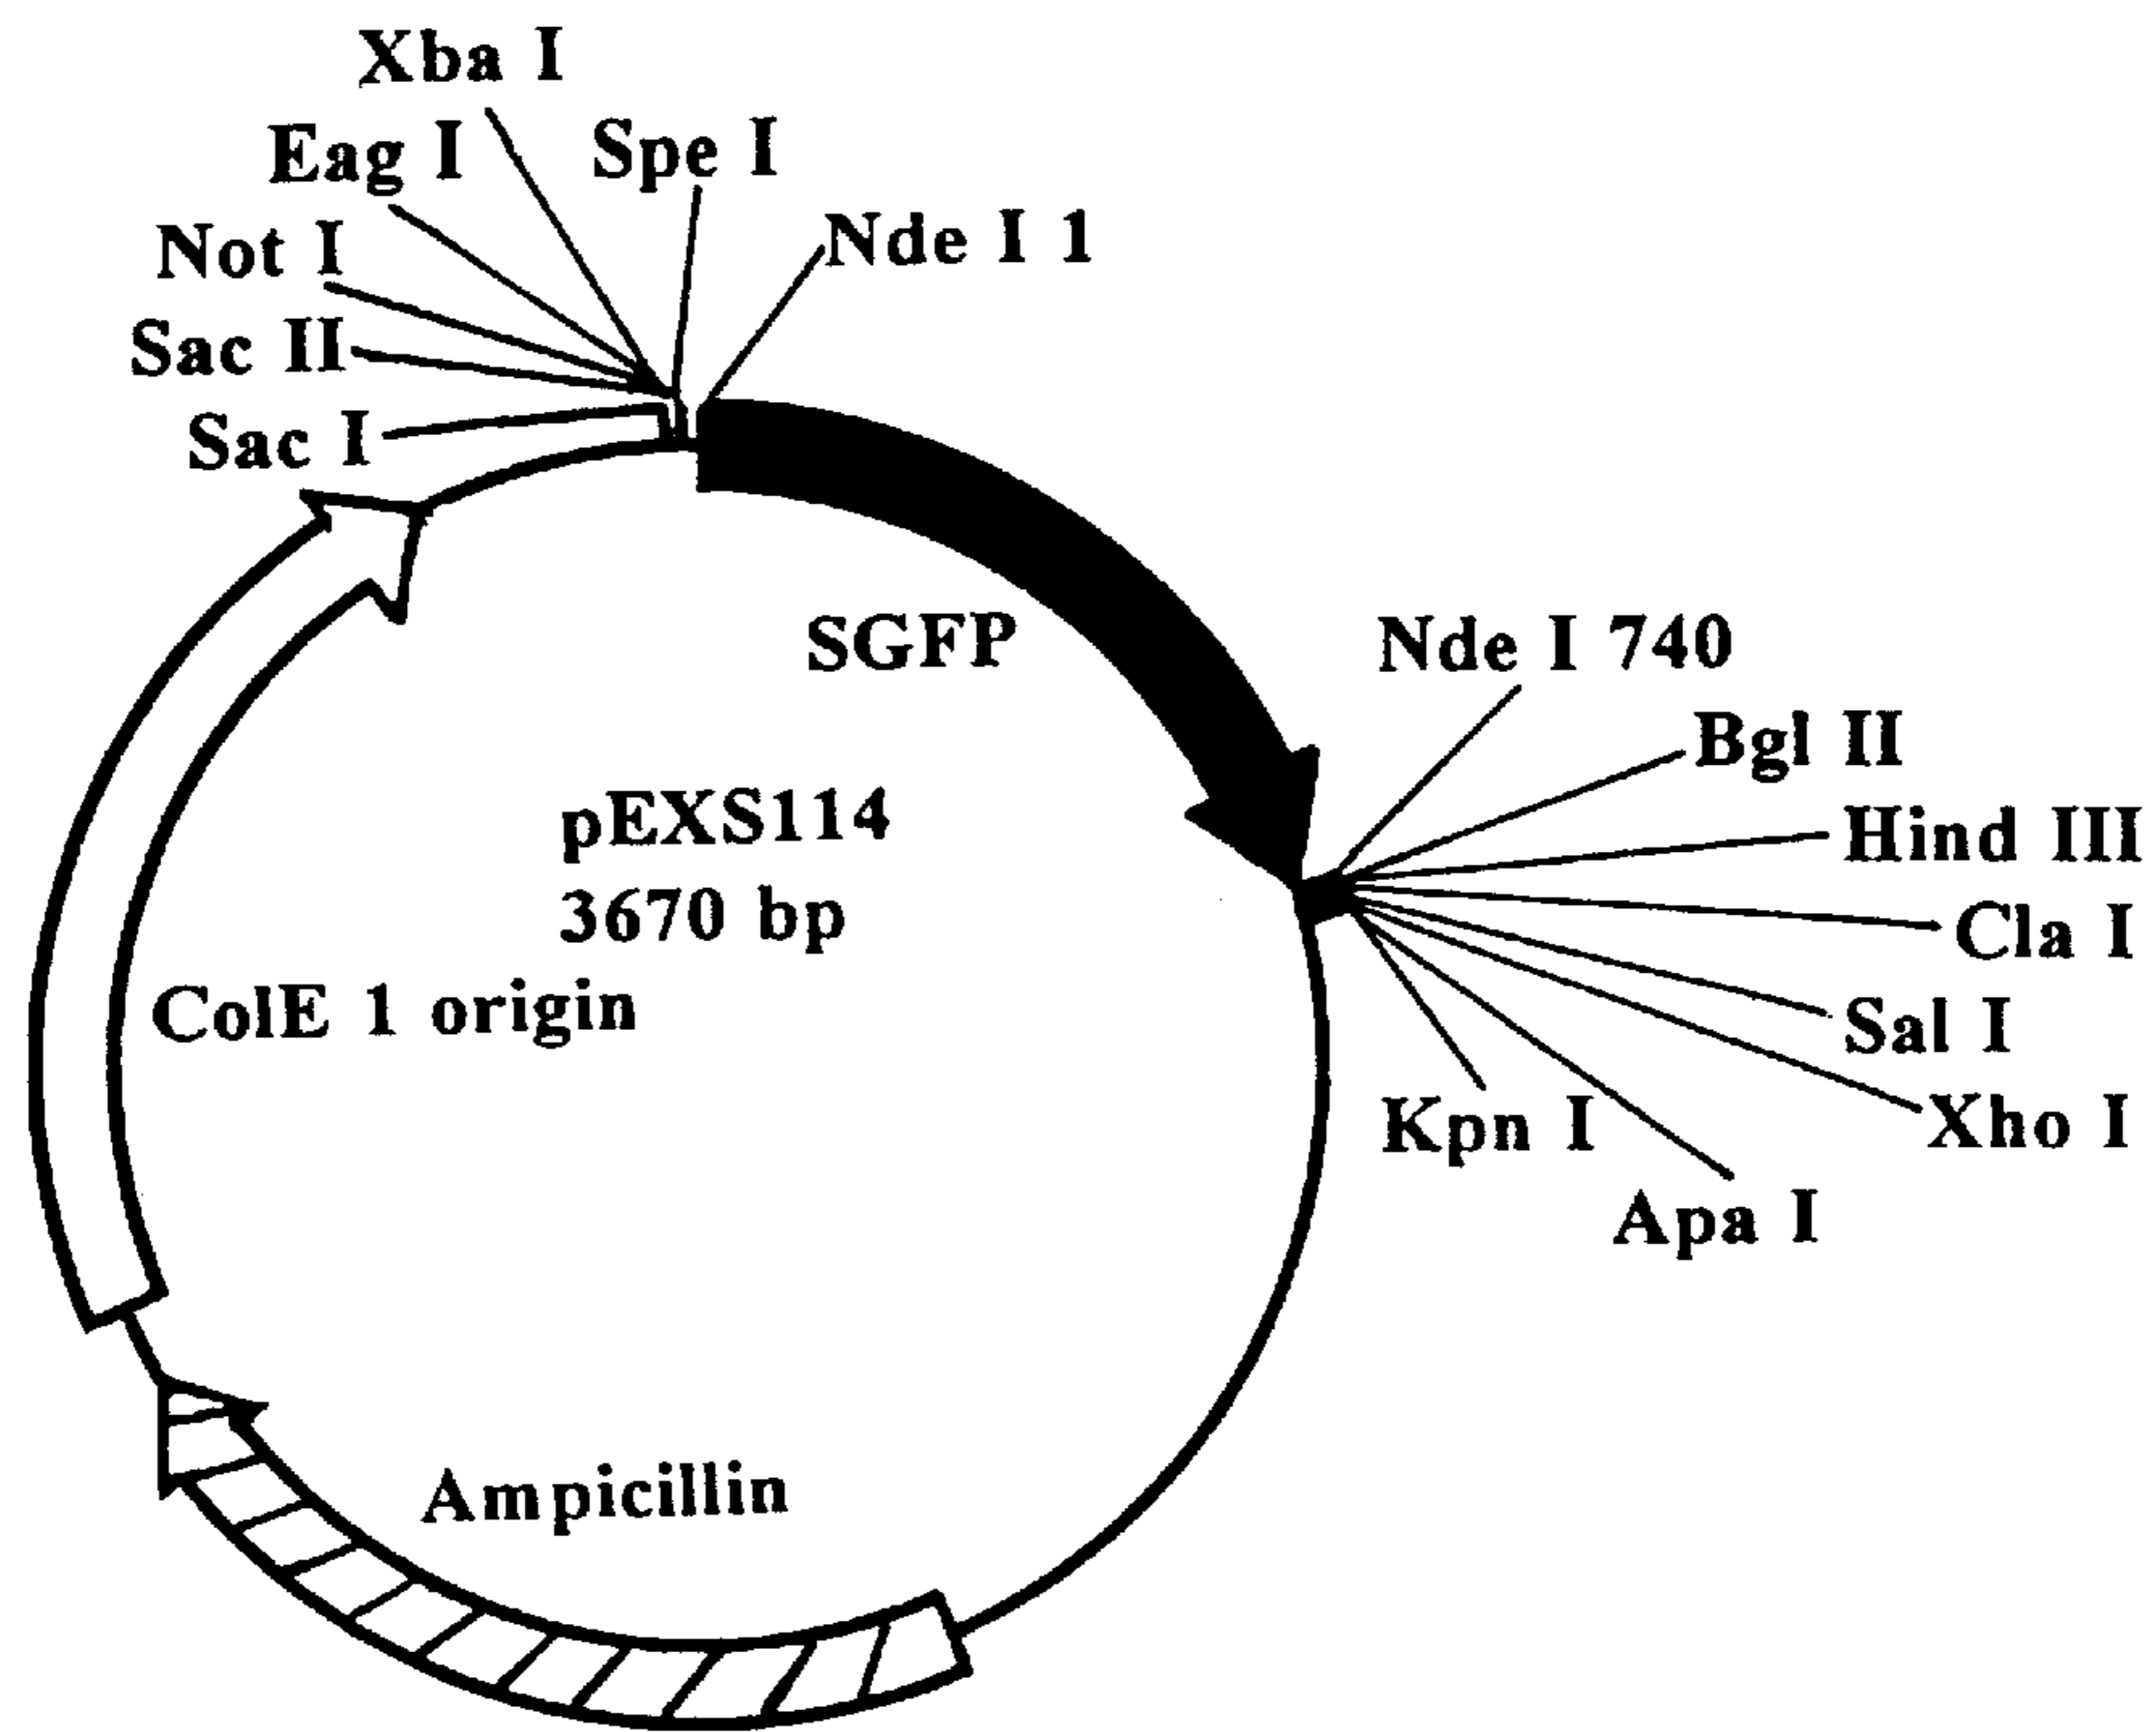 Xba I
Eag I
Spe I
Not I
Nde I 1
Sac II
Sac I
SGFP
Nde I 740
Bgl II
pEXS114
Hind III
3670 bp
Cla I
ColE 1 origin
Sal I
Kpn I
Xho I
Apa I
Ampicillin